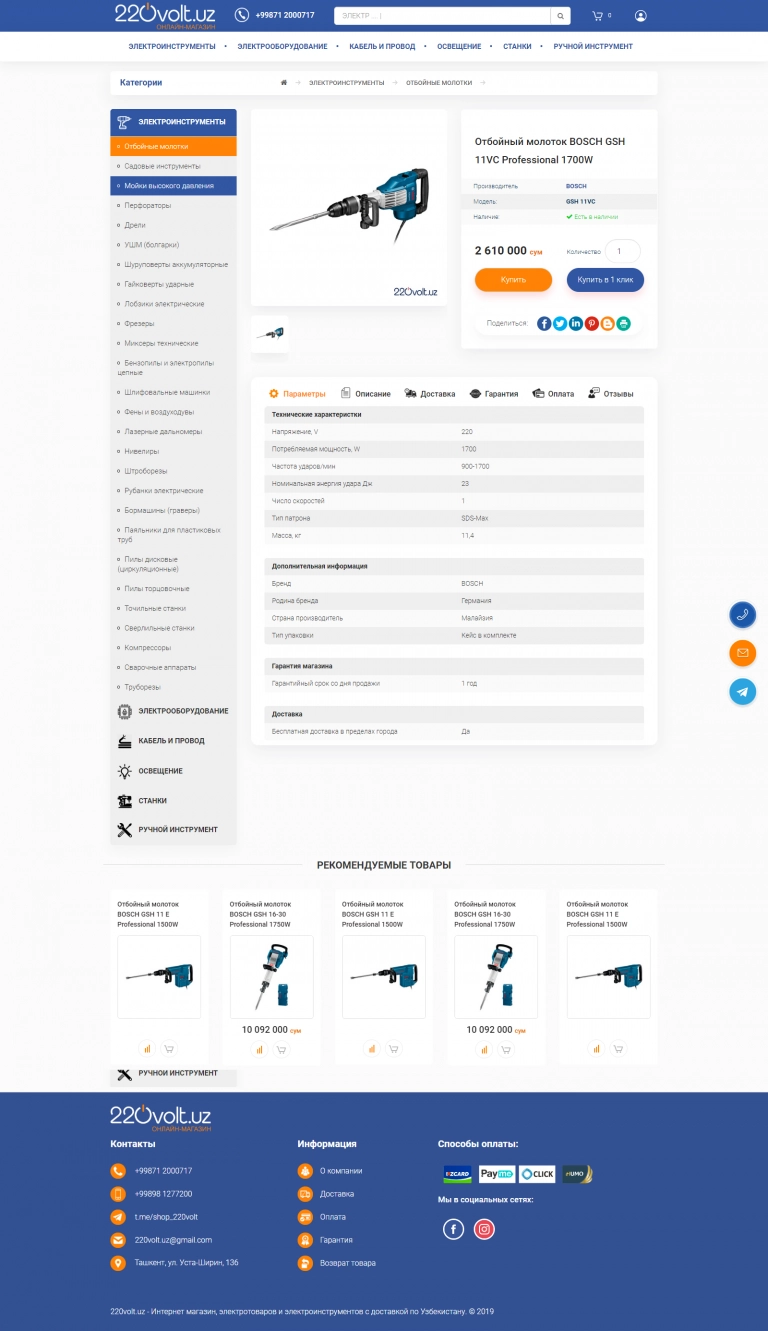 220volt.uz
ОНЛАЙН-МАГАЗИН
+99871 2000717
ЭЛЕКТР ... |
0
ЭЛЕКТРОИНСТРУМЕНТЫ • ЭЛЕКТРООБОРУДОВАНИЕ • КАБЕЛЬ И ПРОВОД • ОСВЕЩЕНИЕ • СТАНКИ • РУЧНОЙ ИНСТРУМЕНТ
Категории
ЭЛЕКТРОИНСТРУМЕНТЫ → ОТБОЙНЫЕ МОЛОТКИ →
ЭЛЕКТРОИНСТРУМЕНТЫ
Отбойные молотки
Садовые инструменты
Мойки высокого давления
Перфораторы
Дрели
УШМ (болгарки)
Шуруповерты аккумуляторные
Гайковерты ударные
Лобзики электрические
Фрезеры
Миксеры технические
Бензопилы и электропилы
цепные
Шлифовальные машинки
Фены и воздуходувы
Лазерные дальномеры
Нивелиры
Штроборезы
Рубанки электрические
Бормашины (граверы)
Паяльники для пластиковых
труб
Пилы дисковые
(циркуляционные)
Пилы торцовочные
Точильные станки
Сверлильные станки
Компрессоры
Сварочные аппараты
Труборезы
ЭЛЕКТРООБОРУДОВАНИЕ
КАБЕЛЬ И ПРОВОД
ОСВЕЩЕНИЕ
СТАНКИ
РУЧНОЙ ИНСТРУМЕНТ
220volt.uz
Отбойный молоток BOSCH GSH
11VC Professional 1700W
Производитель BOSCH
Модель: GSH 11VC
Наличие: Есть в наличии
2 610 000 сум
Количество 1
Купить
Купить в 1 клик
Поделиться:
Параметры Описание Доставка Гарантия Оплата Отзывы
Технические характеристки
Напряжение, V 220
Потребляемая мощность, W 1700
Частота ударов/мин 900-1700
Номинальная энергия удара Дж 23
Число скоростей 1
Тип патрона SDS-Max
Масса, кг 11,4
Дополнительная информация
Бренд BOSCH
Родина бренда Германия
Страна производитель Малайзия
Тип упаковки Кейс в комплекте
Гарантия магазина
Гарантийный срок со дня продажи 1 год
Доставка
Бесплатная доставка в пределах города Да
РЕКОМЕНДУЕМЫЕ ТОВАРЫ
Отбойный молоток
BOSCH GSH 11 E
Professional 1500W
Отбойный молоток
BOSCH GSH 16-30
Professional 1750W
10 092 000 сум
Отбойный молоток
BOSCH GSH 11 E
Professional 1500W
Отбойный молоток
BOSCH GSH 16-30
Professional 1750W
10 092 000 сум
Отбойный молоток
BOSCH GSH 11 E
Professional 1500W
РУЧНОЙ ИНСТРУМЕНТ
220volt.uz
ОНЛАЙН-МАГАЗИН
Контакты
+99871 2000717
+99898 1277200
t.me/shop_220volt
220volt.uz@gmail.com
Ташкент, ул. Уста-Ширин, 136
Информация
О компании
Доставка
Оплата
Гарантия
Возврат товара
Способы оплаты:
UZCARD Payme CLICK HUMO
Мы в социальных сетях:
220volt.uz - Интернет магазин, электротоваров и электроинструментов с доставкой по Узбекистану. © 2019